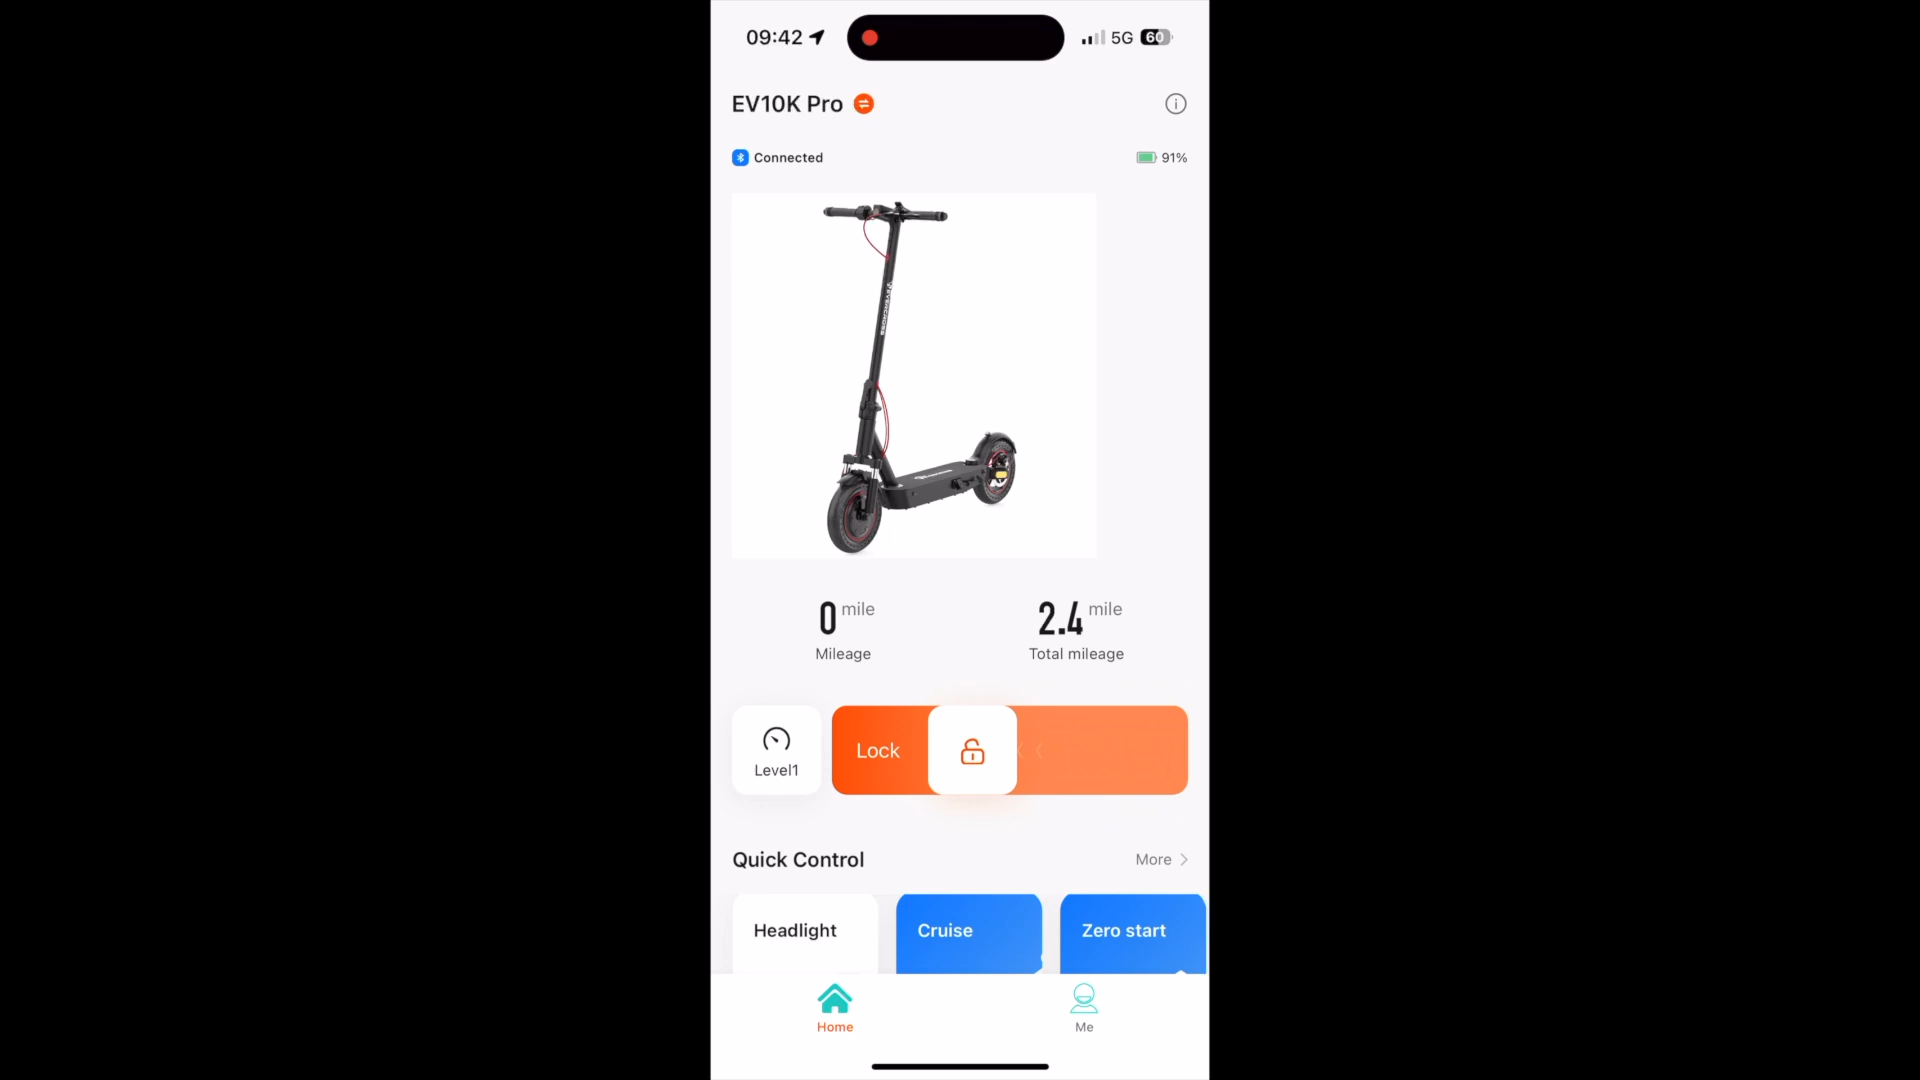 09:42
5G 60
EV10K Pro
Connected
91%
EVERCROSS
0 mile
Mileage
2.4 mile
Total mileage
Level1
Lock
Quick Control
More
Headlight
Cruise
Zero start
Home
Me